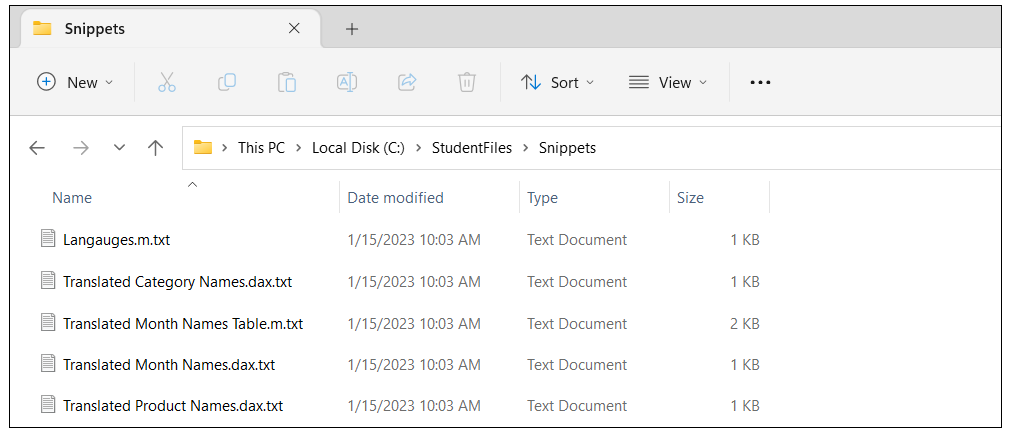 Snippets
New Sort View
This PC Local Disk (C:) StudentFiles Snippets
Name Date modified Type Size
Langauges.m.txt 1/15/2023 10:03 AM Text Document 1 KB
Translated Category Names.dax.txt 1/15/2023 10:03 AM Text Document 1 KB
Translated Month Names Table.m.txt 1/15/2023 10:03 AM Text Document 2 KB
Translated Month Names.dax.txt 1/15/2023 10:03 AM Text Document 1 KB
Translated Product Names.dax.txt 1/15/2023 10:03 AM Text Document 1 KB